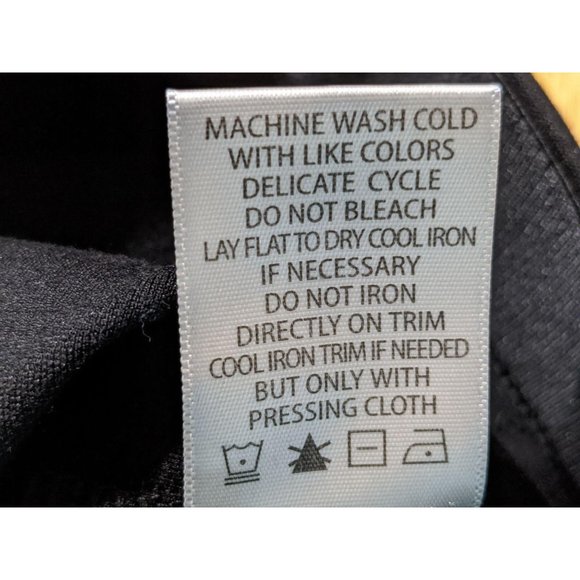 MACHINE WASH COLD
WITH LIKE COLORS
DELICATE CYCLE
DO NOT BLEACH
LAY FLAT TO DRY COOL IRON
IF NECESSARY
DO NOT IRON
DIRECTLY ON TRIM
COOL IRON TRIM IF NEEDED
BUT ONLY WITH
PRESSING CLOTH